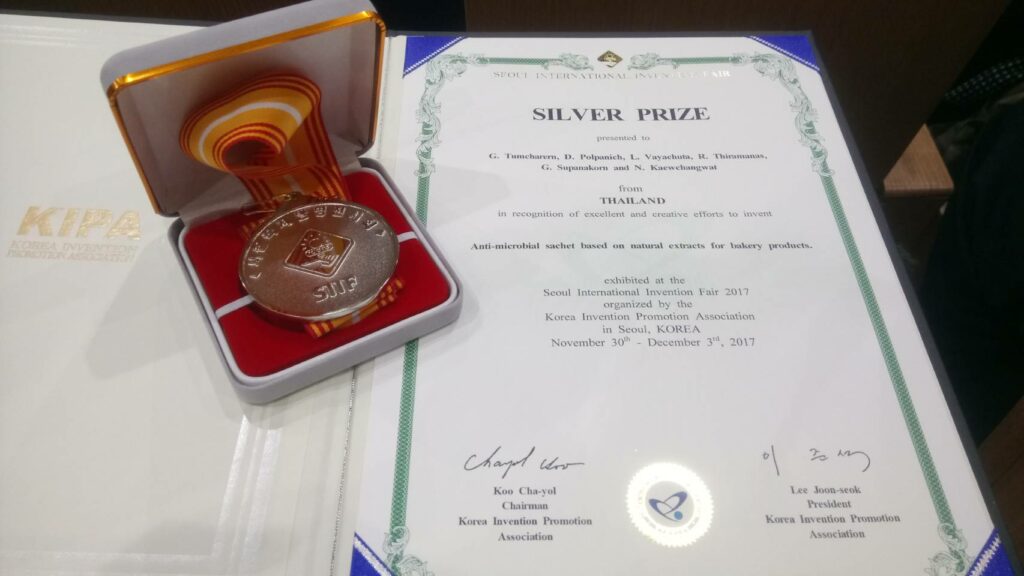 KIPA
KOREA INVENTION
PROMOTION ASSOCIATION
SIIF
SEOUL INTERNATIONAL INVENTION FAIR
SILVER PRIZE
presented to
G. Tumcharern, D. Polpanich, L. Vayachuta, R. Thiramanas,
G. Supanakorn and N. Kaewchangwat
from
THAILAND
in recognition of excellent and creative efforts to invent
Anti-microbial sachet based on natural extracts for bakery products.
exhibited at the
Seoul International Invention Fair 2017
organized by the
Korea Invention Promotion Association
in Seoul, KOREA
November 30th - December 3rd, 2017
Koo Cha-yol
Chairman
Korea Invention Promotion
Association
이 준 석
Lee Joon-seok
President
Korea Invention Promotion
Association